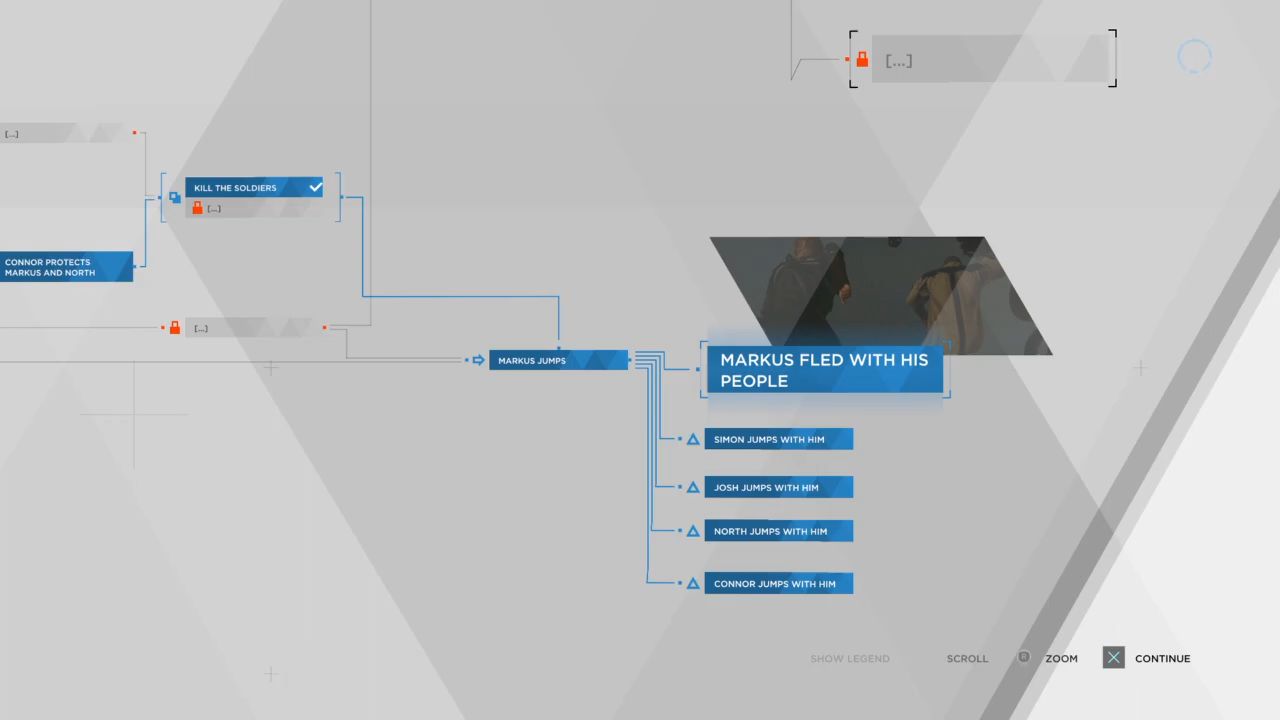 [...]
[...]
KILL THE SOLDIERS
[...]
CONNOR PROTECTS
MARKUS AND NORTH
[...]
MARKUS JUMPS
MARKUS FLED WITH HIS
PEOPLE
SIMON JUMPS WITH HIM
JOSH JUMPS WITH HIM
NORTH JUMPS WITH HIM
CONNOR JUMPS WITH HIM
SHOW LEGEND
SCROLL
R
ZOOM
CONTINUE